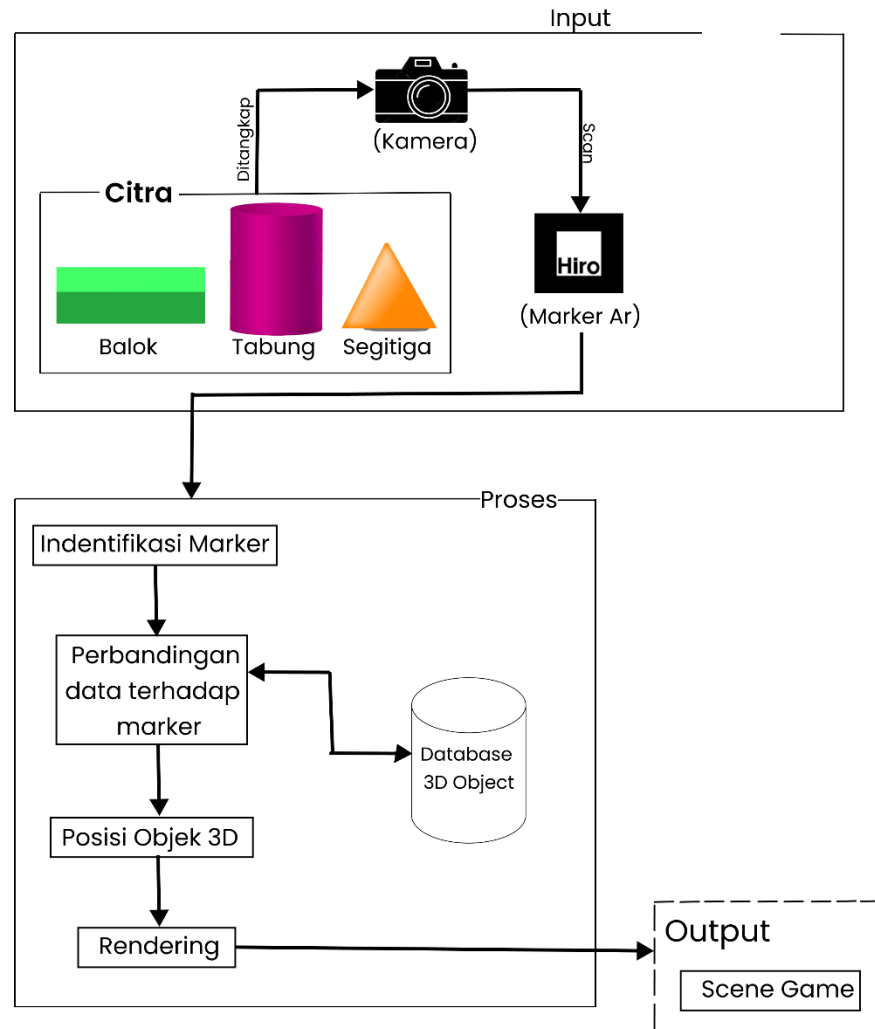 Input
Ditangkap
(Kamera)
Scan
Citra
Hiro
(Marker Ar)
Balok
Tabung
Segitiga
Proses
Indentifikasi Marker
Perbandingan
data terhadap
marker
Database
3D Object
Posisi Objek 3D
Rendering
Output
Scene Game